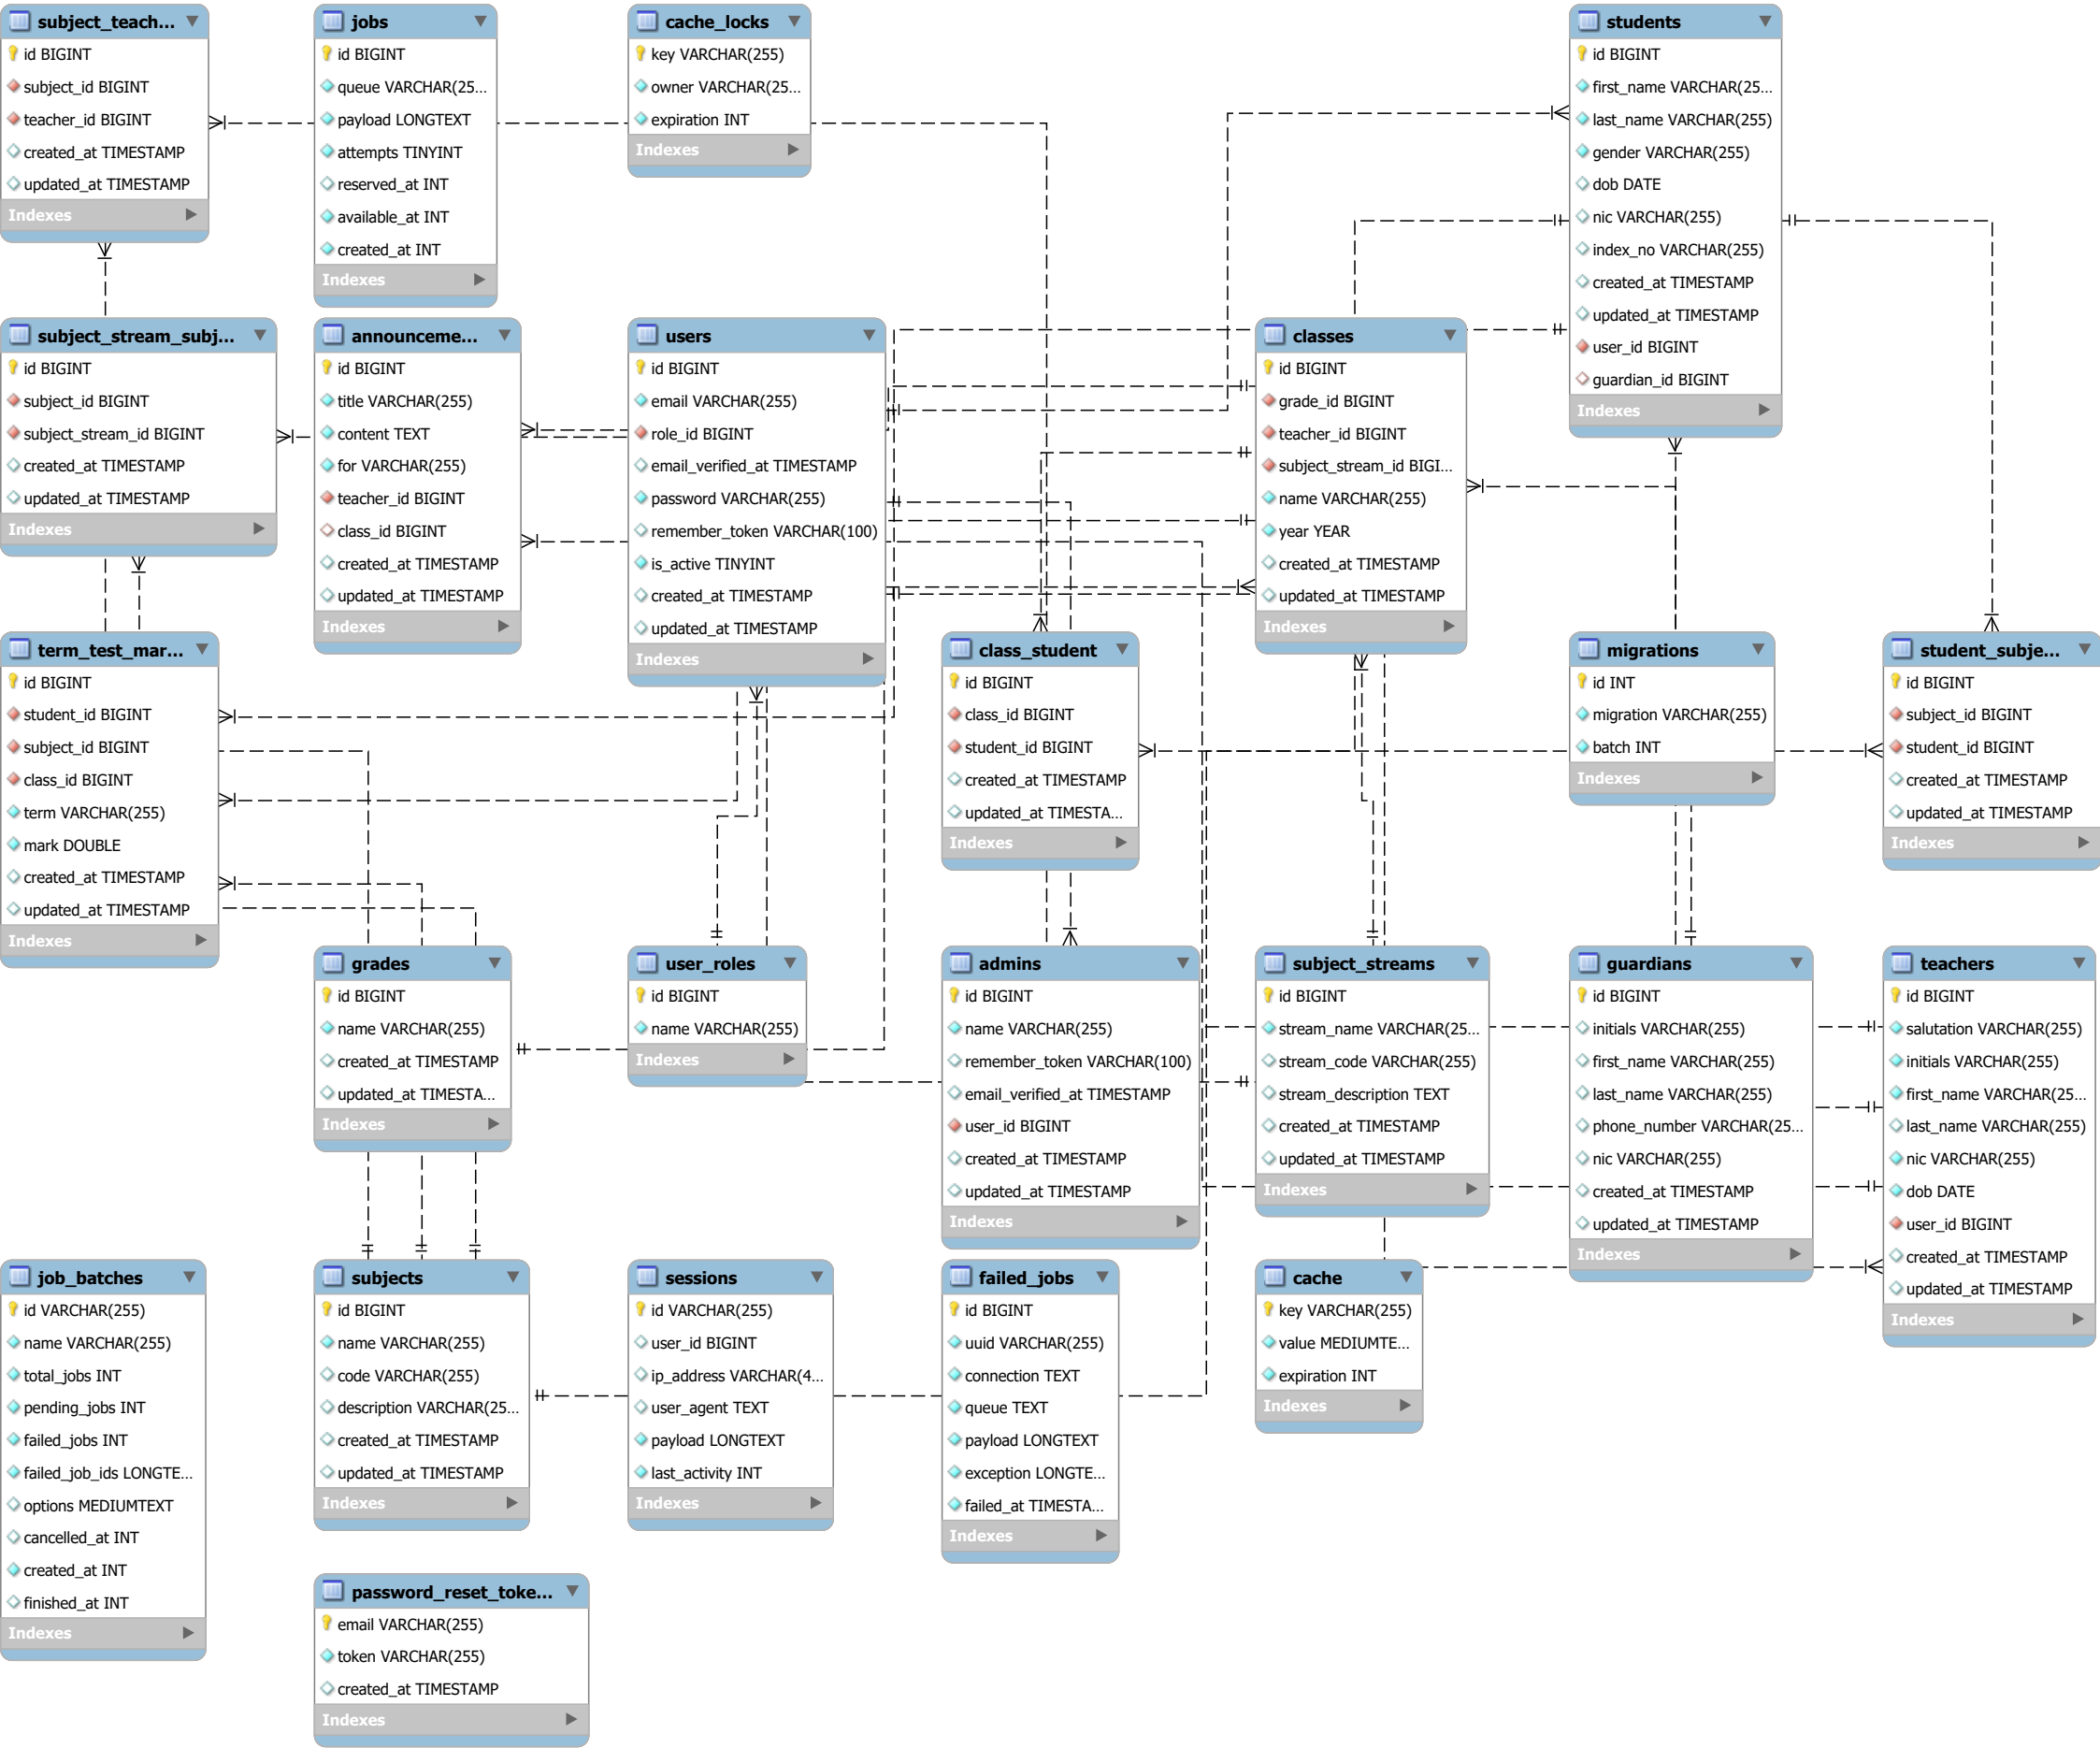 subject_teach...
id BIGINT
subject_id BIGINT
teacher_id BIGINT
created_at TIMESTAMP
updated_at TIMESTAMP
Indexes
jobs
id BIGINT
queue VARCHAR(25...
payload LONGTEXT
attempts TINYINT
reserved_at INT
available_at INT
created_at INT
Indexes
cache_locks
key VARCHAR(255)
owner VARCHAR(25...
expiration INT
Indexes
students
id BIGINT
first_name VARCHAR(25...
last_name VARCHAR(255)
gender VARCHAR(255)
dob DATE
nic VARCHAR(255)
index_no VARCHAR(255)
created_at TIMESTAMP
updated_at TIMESTAMP
user_id BIGINT
guardian_id BIGINT
Indexes
subject_stream_subj...
id BIGINT
subject_id BIGINT
subject_stream_id BIGINT
created_at TIMESTAMP
updated_at TIMESTAMP
Indexes
announceme...
id BIGINT
title VARCHAR(255)
content TEXT
for VARCHAR(255)
teacher_id BIGINT
class_id BIGINT
created_at TIMESTAMP
updated_at TIMESTAMP
Indexes
users
id BIGINT
email VARCHAR(255)
role_id BIGINT
email_verified_at TIMESTAMP
password VARCHAR(255)
remember_token VARCHAR(100)
is_active TINYINT
created_at TIMESTAMP
updated_at TIMESTAMP
Indexes
classes
id BIGINT
grade_id BIGINT
teacher_id BIGINT
subject_stream_id BIGI...
name VARCHAR(255)
year YEAR
created_at TIMESTAMP
updated_at TIMESTAMP
Indexes
term_test_mar...
id BIGINT
student_id BIGINT
subject_id BIGINT
class_id BIGINT
term VARCHAR(255)
mark DOUBLE
created_at TIMESTAMP
updated_at TIMESTAMP
Indexes
class_student
id BIGINT
class_id BIGINT
student_id BIGINT
created_at TIMESTAMP
updated_at TIMESTA...
Indexes
migrations
id INT
migration VARCHAR(255)
batch INT
Indexes
student_subje...
id BIGINT
subject_id BIGINT
student_id BIGINT
created_at TIMESTAMP
updated_at TIMESTAMP
Indexes
grades
id BIGINT
name VARCHAR(255)
created_at TIMESTAMP
updated_at TIMESTA...
Indexes
user_roles
id BIGINT
name VARCHAR(255)
Indexes
admins
id BIGINT
name VARCHAR(255)
remember_token VARCHAR(100)
email_verified_at TIMESTAMP
user_id BIGINT
created_at TIMESTAMP
updated_at TIMESTAMP
Indexes
subject_streams
id BIGINT
stream_name VARCHAR(25...
stream_code VARCHAR(255)
stream_description TEXT
created_at TIMESTAMP
updated_at TIMESTAMP
Indexes
guardians
id BIGINT
initials VARCHAR(255)
first_name VARCHAR(255)
last_name VARCHAR(255)
phone_number VARCHAR(25...
nic VARCHAR(255)
created_at TIMESTAMP
updated_at TIMESTAMP
Indexes
teachers
id BIGINT
salutation VARCHAR(255)
initials VARCHAR(255)
first_name VARCHAR(25...
last_name VARCHAR(255)
nic VARCHAR(255)
dob DATE
user_id BIGINT
created_at TIMESTAMP
updated_at TIMESTAMP
Indexes
job_batches
id VARCHAR(255)
name VARCHAR(255)
total_jobs INT
pending_jobs INT
failed_jobs INT
failed_job_ids LONGTE...
options MEDIUMTEXT
cancelled_at INT
created_at INT
finished_at INT
Indexes
subjects
id BIGINT
name VARCHAR(255)
code VARCHAR(255)
description VARCHAR(25...
created_at TIMESTAMP
updated_at TIMESTAMP
Indexes
sessions
id VARCHAR(255)
user_id BIGINT
ip_address VARCHAR(4...
user_agent TEXT
payload LONGTEXT
last_activity INT
Indexes
failed_jobs
id BIGINT
uuid VARCHAR(255)
connection TEXT
queue TEXT
payload LONGTEXT
exception LONGTE...
failed_at TIMESTA...
Indexes
cache
key VARCHAR(255)
value MEDIUMTE...
expiration INT
Indexes
password_reset_toke...
email VARCHAR(255)
token VARCHAR(255)
created_at TIMESTAMP
Indexes